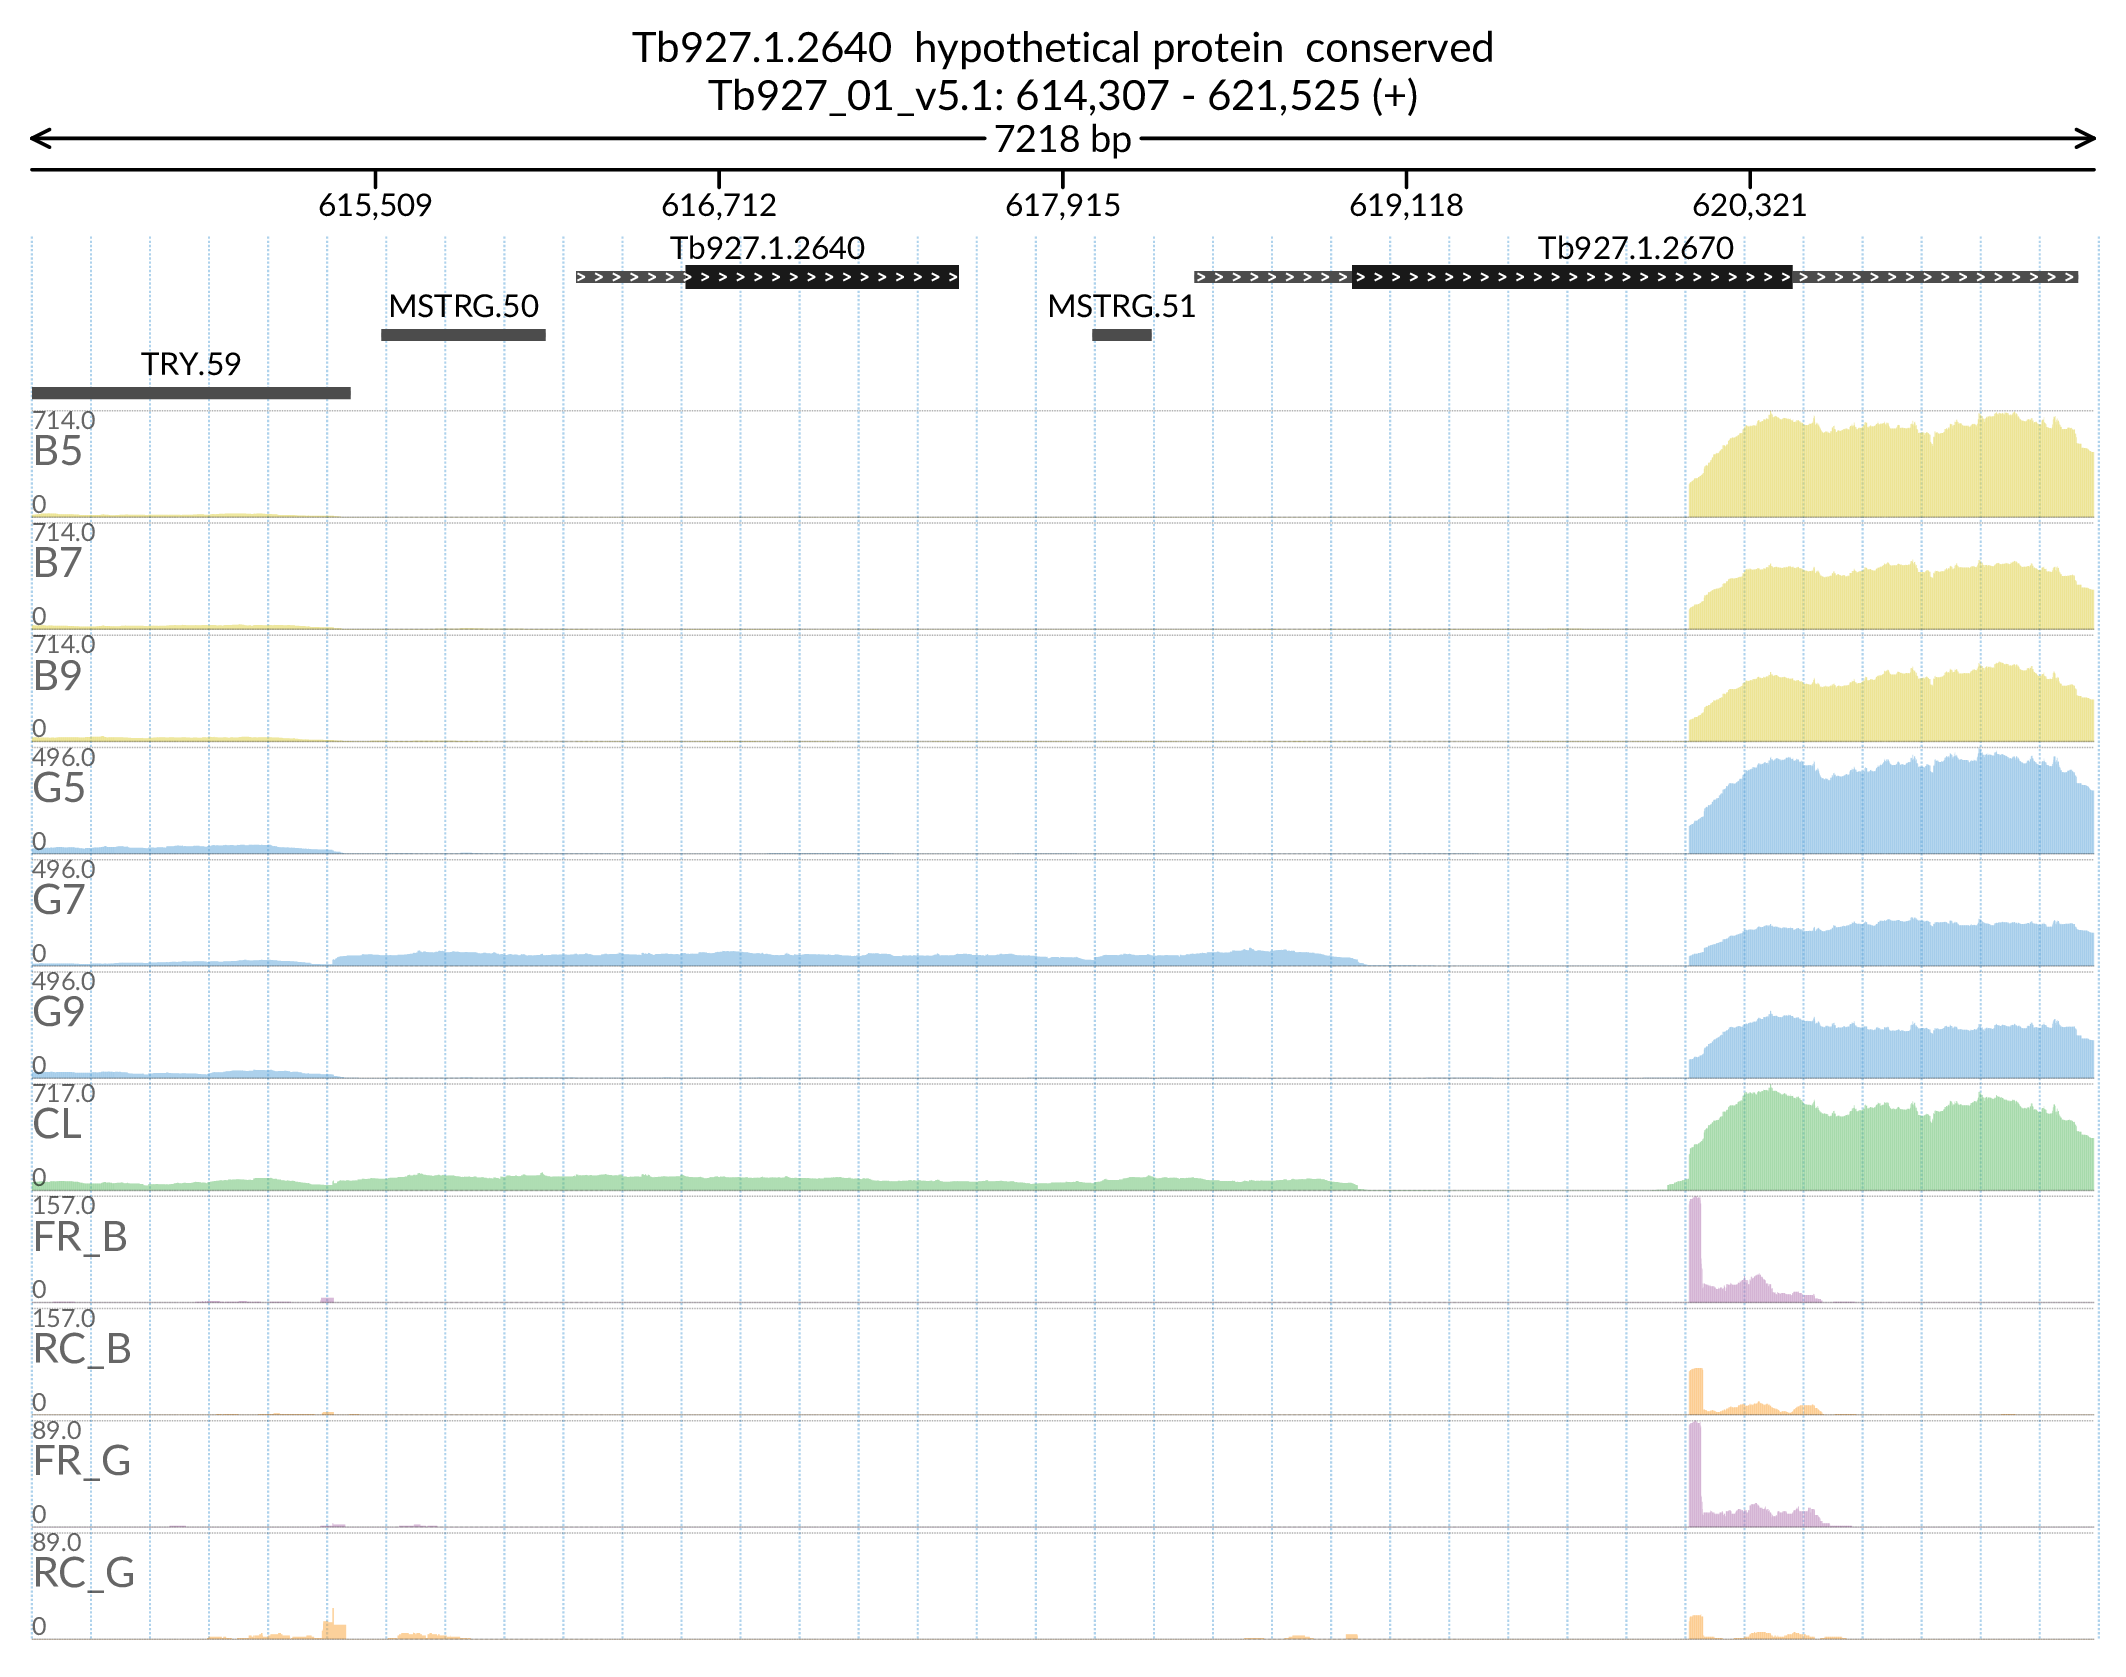 Tb927.1.2640 hypothetical protein conserved
Tb927_01_v5.1: 614,307 - 621,525 (+)
7218 bp
615,509 616,712 617,915 619,118 620,321
Tb927.1.2640 Tb927.1.2670
MSTRG.50 MSTRG.51
TRY.59
714.0
B5
0
714.0
B7
0
714.0
B9
0
496.0
G5
0
496.0
G7
0
496.0
G9
0
717.0
CL
0
157.0
FR_B
0
157.0
RC_B
0
89.0
FR_G
0
89.0
RC_G
0